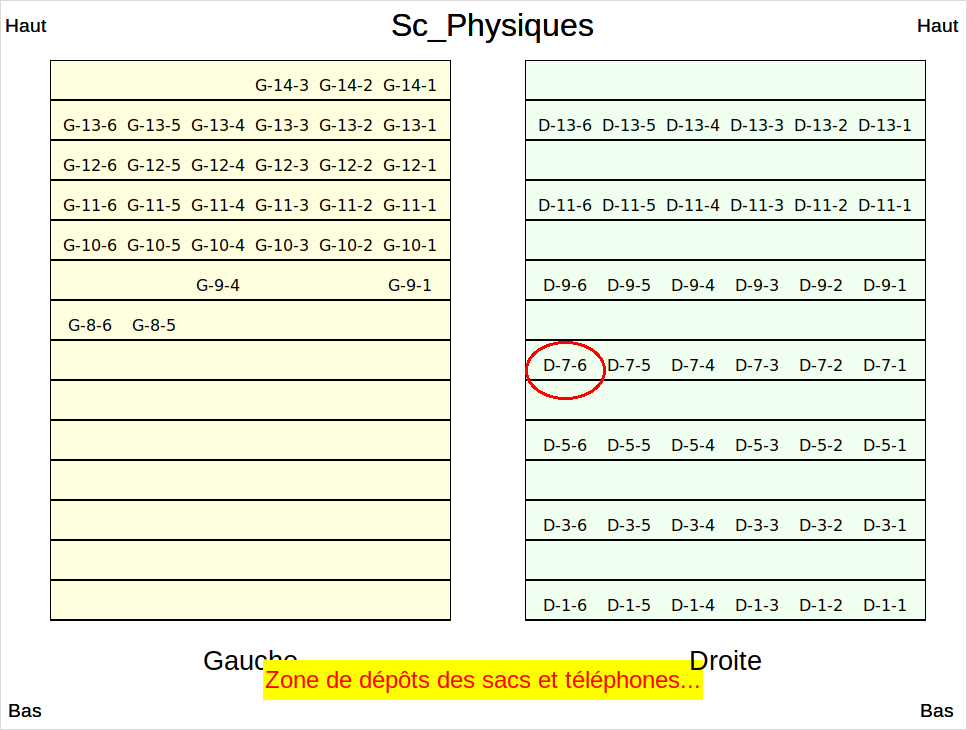 Haut Sc_Physiques Haut
G-14-3 G-14-2 G-14-1
G-13-6 G-13-5 G-13-4 G-13-3 G-13-2 G-13-1 D-13-6 D-13-5 D-13-4 D-13-3 D-13-2 D-13-1
G-12-6 G-12-5 G-12-4 G-12-3 G-12-2 G-12-1
G-11-6 G-11-5 G-11-4 G-11-3 G-11-2 G-11-1 D-11-6 D-11-5 D-11-4 D-11-3 D-11-2 D-11-1
G-10-6 G-10-5 G-10-4 G-10-3 G-10-2 G-10-1
G-9-4 G-9-1 D-9-6 D-9-5 D-9-4 D-9-3 D-9-2 D-9-1
G-8-6 G-8-5
D-7-6 D-7-5 D-7-4 D-7-3 D-7-2 D-7-1
D-5-6 D-5-5 D-5-4 D-5-3 D-5-2 D-5-1
D-3-6 D-3-5 D-3-4 D-3-3 D-3-2 D-3-1
D-1-6 D-1-5 D-1-4 D-1-3 D-1-2 D-1-1
Gauche Droite
Zone de dépôts des sacs et téléphones...
Bas Bas